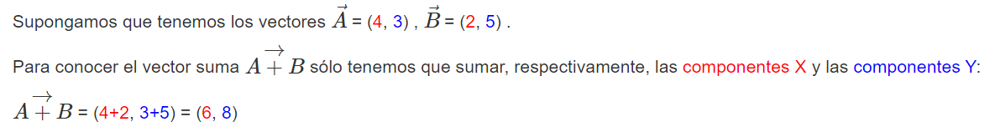 Supongamos que tenemos los vectores \(\vec{A}\) = (4, 3) , \(\vec{B}\) = (2, 5) .
Para conocer el vector suma \(A \overrightarrow{+} B\) sólo tenemos que sumar, respectivamente, las componentes X y las componentes Y:
\(A \overrightarrow{+} B\) = (4+2, 3+5) = (6, 8)